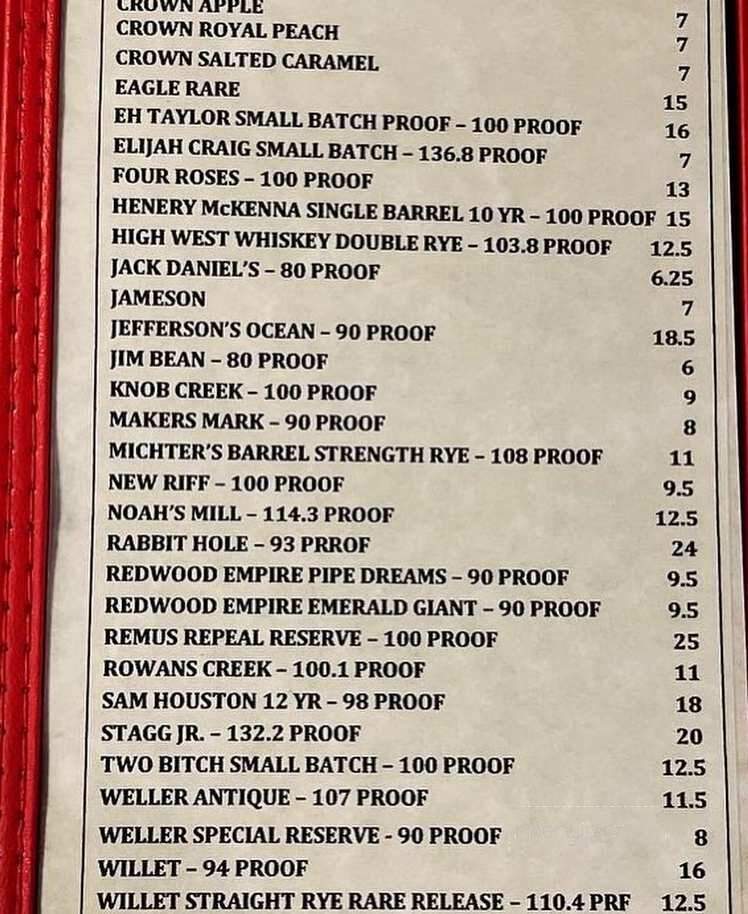 CROWN APPLE 7
CROWN ROYAL PEACH 7
CROWN SALTED CARAMEL 7
EAGLE RARE 15
EH TAYLOR SMALL BATCH PROOF – 100 PROOF 16
ELIJAH CRAIG SMALL BATCH – 136.8 PROOF 7
FOUR ROSES – 100 PROOF 13
HENERY McKENNA SINGLE BARREL 10 YR – 100 PROOF 15
HIGH WEST WHISKEY DOUBLE RYE – 103.8 PROOF 12.5
JACK DANIEL'S – 80 PROOF 6.25
JAMESON 7
JEFFERSON'S OCEAN – 90 PROOF 18.5
JIM BEAN – 80 PROOF 6
KNOB CREEK – 100 PROOF 9
MAKERS MARK – 90 PROOF 8
MICHTER'S BARREL STRENGTH RYE – 108 PROOF 11
NEW RIFF – 100 PROOF 9.5
NOAH'S MILL – 114.3 PROOF 12.5
RABBIT HOLE – 93 PRROF 24
REDWOOD EMPIRE PIPE DREAMS – 90 PROOF 9.5
REDWOOD EMPIRE EMERALD GIANT – 90 PROOF 9.5
REMUS REPEAL RESERVE – 100 PROOF 25
ROWANS CREEK – 100.1 PROOF 11
SAM HOUSTON 12 YR – 98 PROOF 18
STAGG JR. – 132.2 PROOF 20
TWO BITCH SMALL BATCH – 100 PROOF 12.5
WELLER ANTIQUE – 107 PROOF 11.5
WELLER SPECIAL RESERVE - 90 PROOF 8
WILLET – 94 PROOF 16
WILLET STRAIGHT RYE RARE RELEASE – 110.4 PRF 12.5